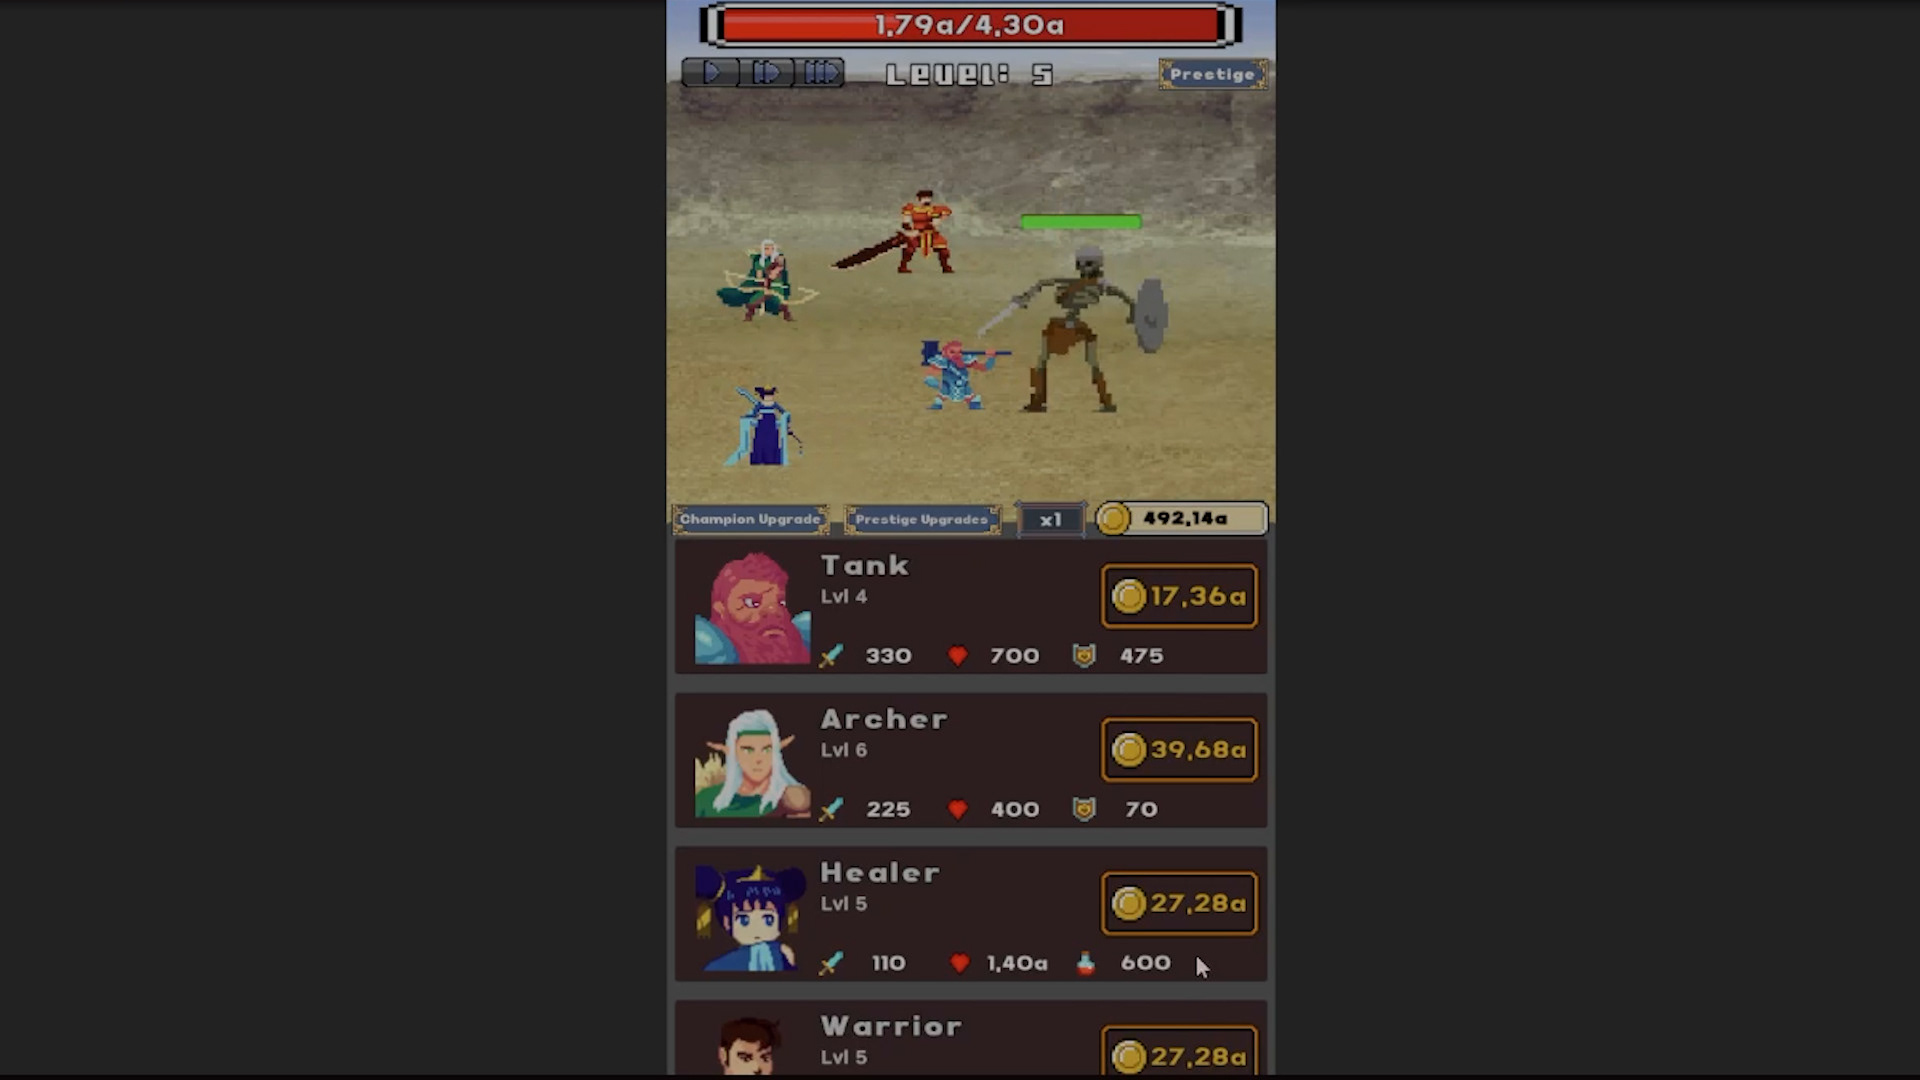 1,79a/4,30a
Level: 5
Prestige
Champion Upgrade
Prestige Upgrades
x1
492,14a
Tank
Lvl 4
17,36a
330
700
475
Archer
Lvl 6
39,68a
225
400
70
Healer
Lvl 5
27,28a
110
1,40a
600
Warrior
Lvl 5
27,28a